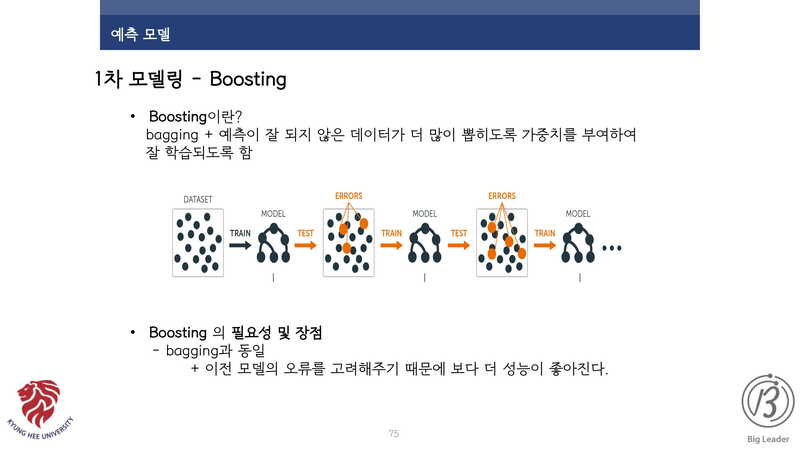 예측 모델
1차 모델링 - Boosting
• Boosting이란?
bagging + 예측이 잘 되지 않은 데이터가 더 많이 뽑히도록 가중치를 부여하여
잘 학습되도록 함
DATASET
TRAIN
MODEL
TEST
ERRORS
TRAIN
MODEL
TEST
ERRORS
TRAIN
MODEL
• Boosting 의 필요성 및 장점
- bagging과 동일
+ 이전 모델의 오류를 고려해주기 때문에 보다 더 성능이 좋아진다.
KYUNG HEE UNIVERSITY
75
Big Leader